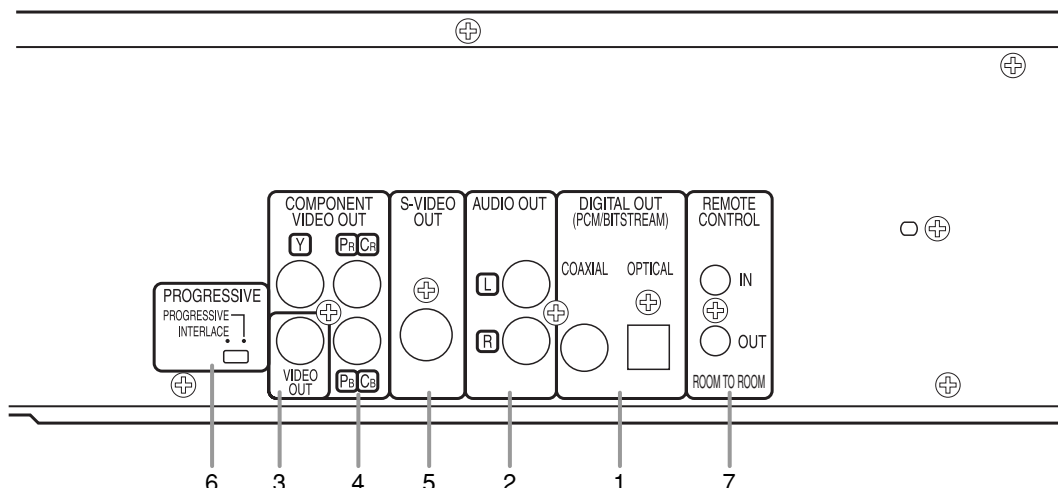 COMPONENT
VIDEO OUT
Y
PR CR
S-VIDEO
OUT
AUDIO OUT
L
R
DIGITAL OUT
(PCM/BITSTREAM)
COAXIAL
OPTICAL
REMOTE
CONTROL
IN
OUT
ROOM TO ROOM
PROGRESSIVE
PROGRESSIVE
INTERLACE
VIDEO
OUT
PB CB
6 3 4 5 2 1 7